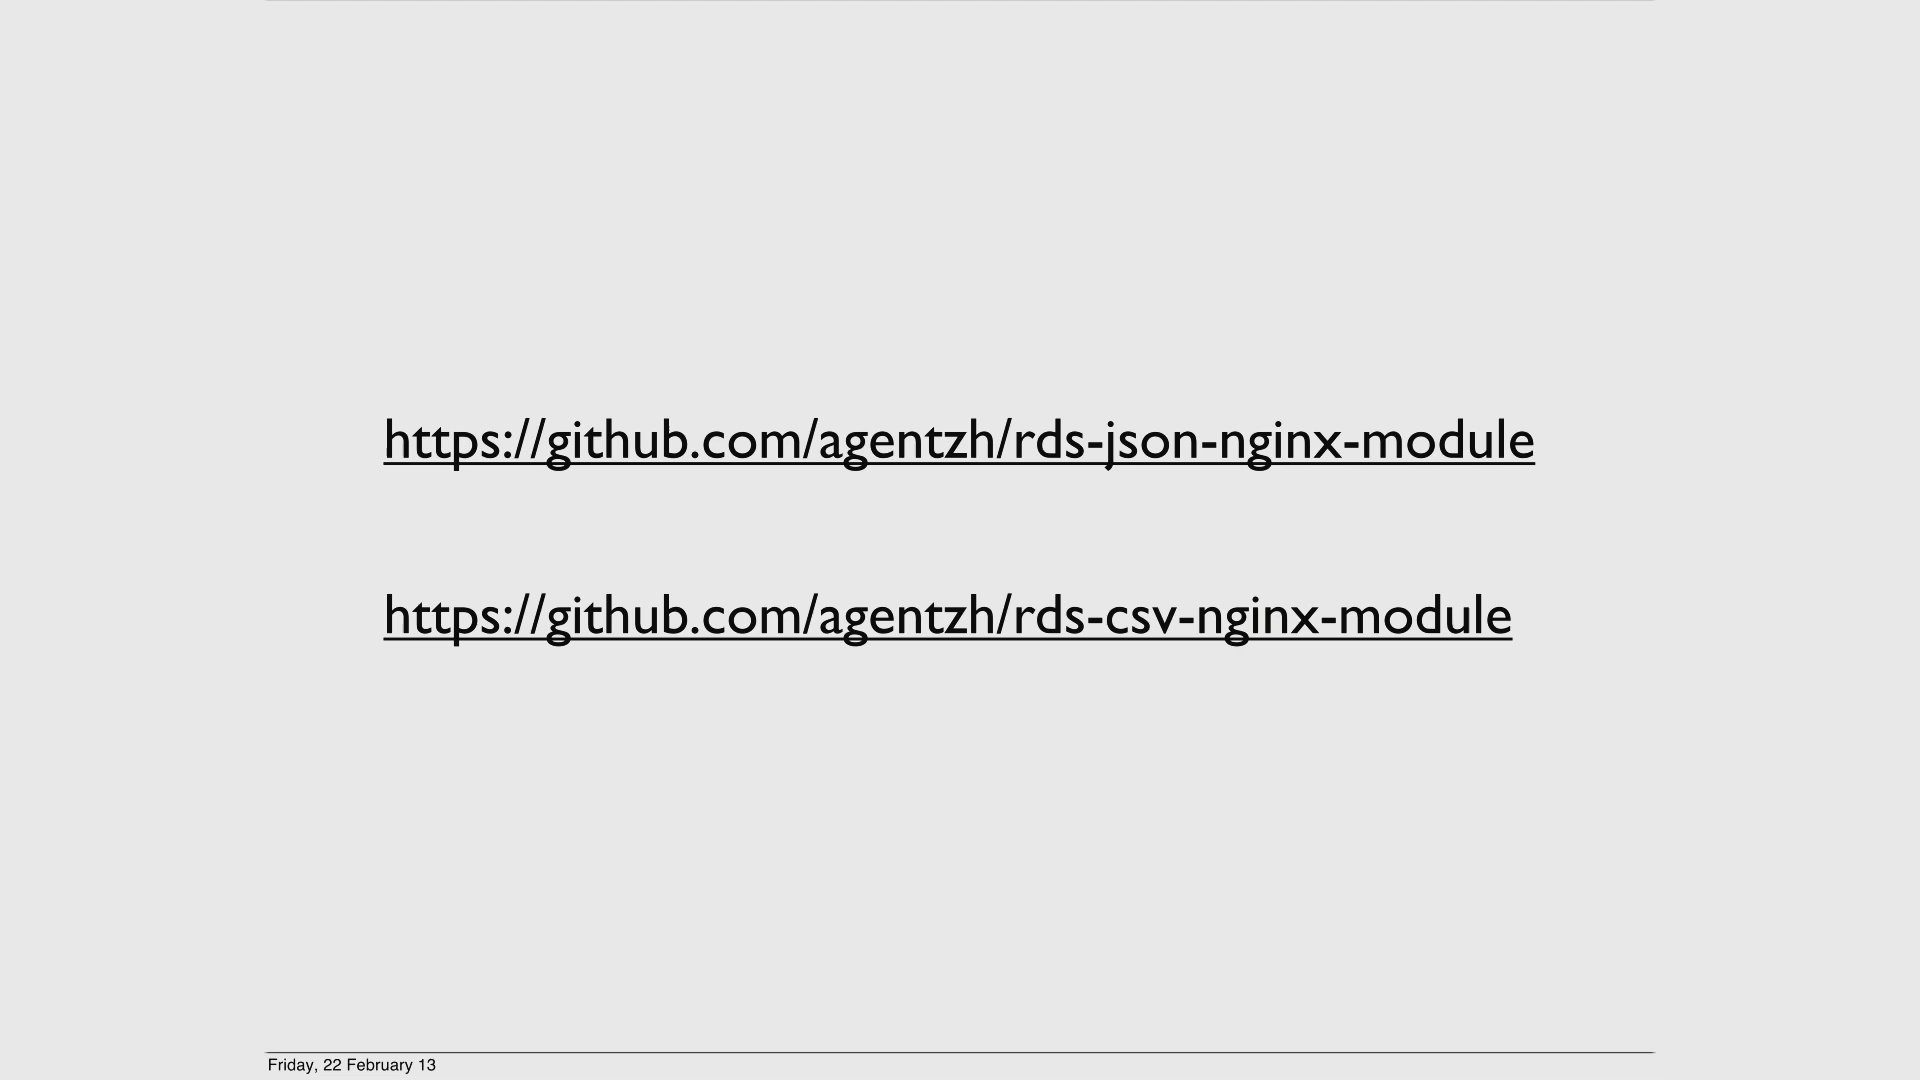 https://github.com/agentzh/rds-json-nginx-module
https://github.com/agentzh/rds-csv-nginx-module
Friday, 22 February 13